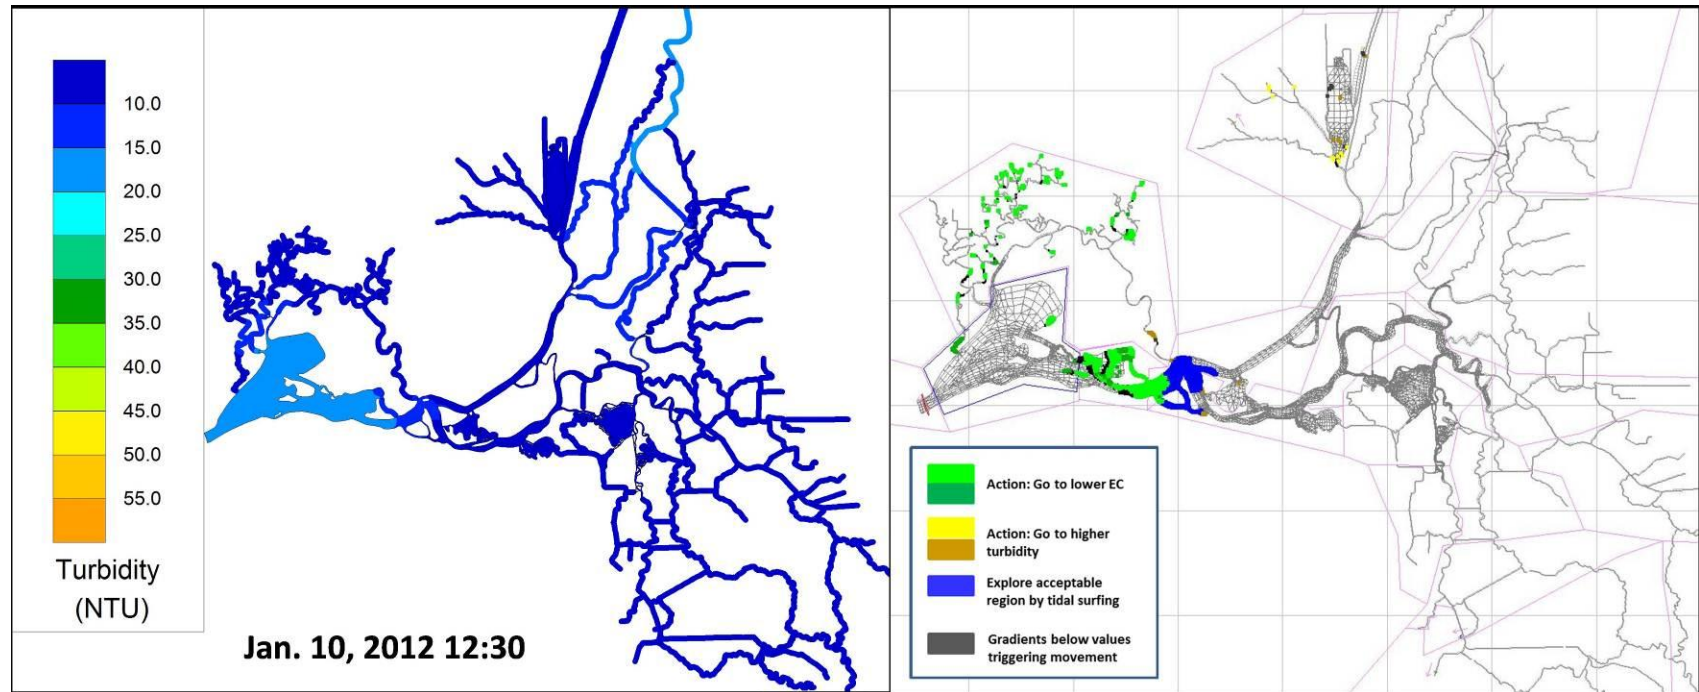 10.0
15.0
20.0
25.0
30.0
35.0
40.0
45.0
50.0
55.0
Turbidity
(NTU)
Jan. 10, 2012 12:30
Action: Go to lower EC
Action: Go to higher
turbidity
Explore acceptable
region by tidal surfing
Gradients below values
triggering movement